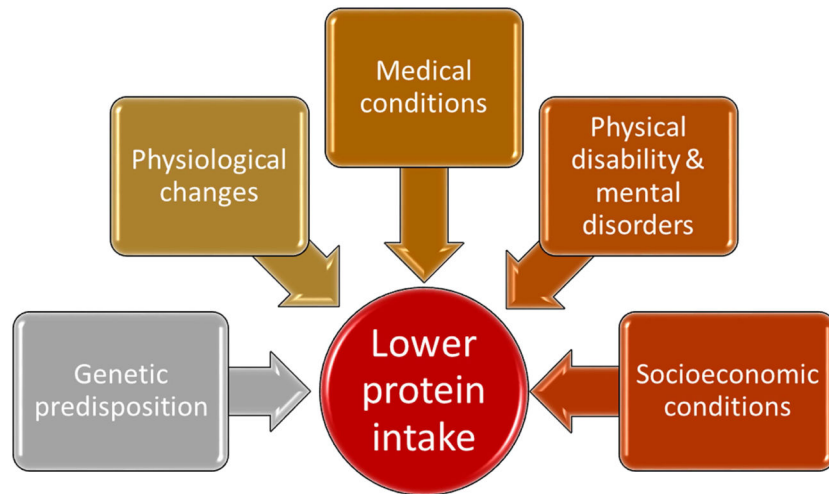 Medical
conditions
Physiological
changes
Physical
disability &
mental
disorders
Genetic
predisposition
Lower
protein
intake
Socioeconomic
conditions